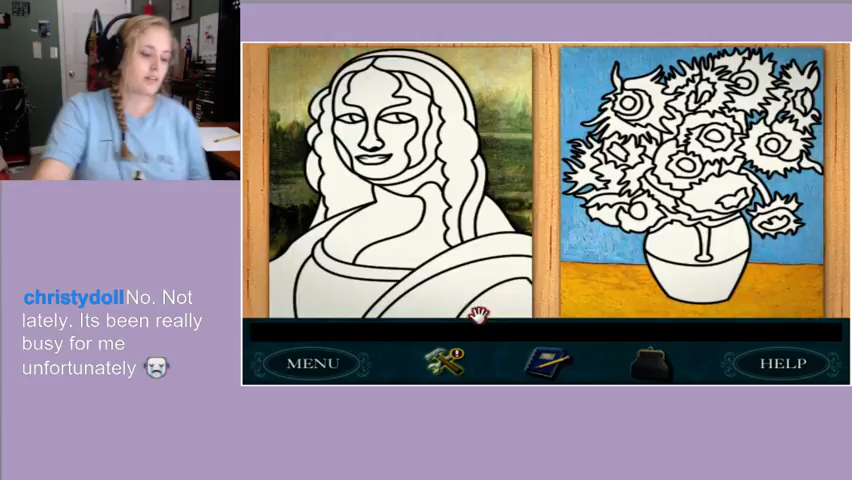 christydoll No. Not
lately. Its been really
busy for me
unfortunately
MENU
HELP